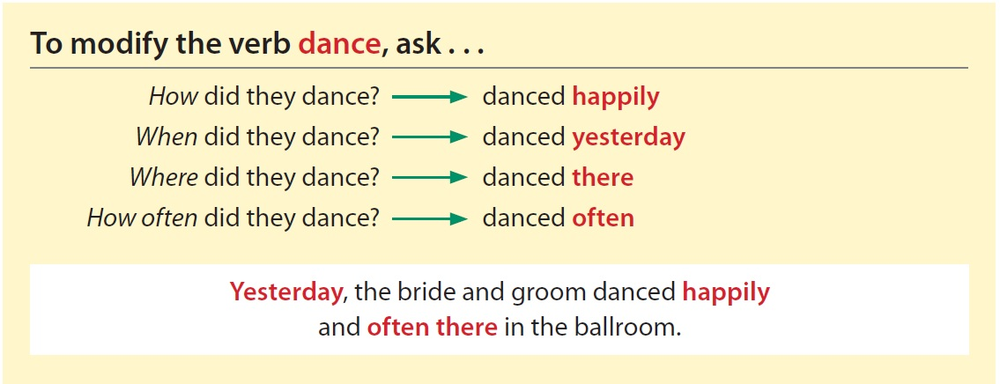 To modify the verb dance, ask . . .
How did they dance? → danced happily
When did they dance? → danced yesterday
Where did they dance? → danced there
How often did they dance? → danced often
Yesterday, the bride and groom danced happily
and often there in the ballroom.